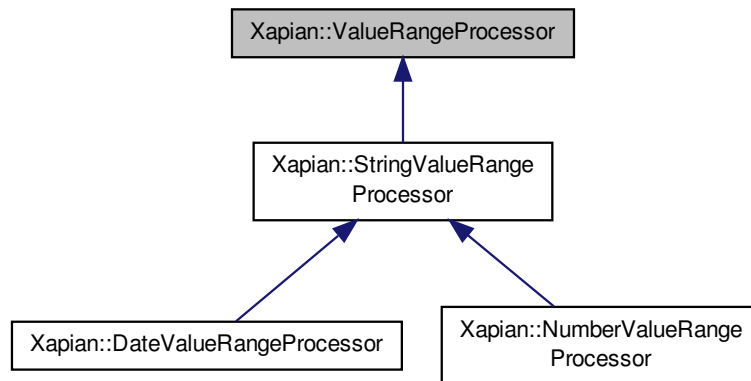 Xapian::ValueRangeProcessor
Xapian::StringValueRange
Processor
Xapian::DateValueRangeProcessor
Xapian::NumberValueRange
Processor